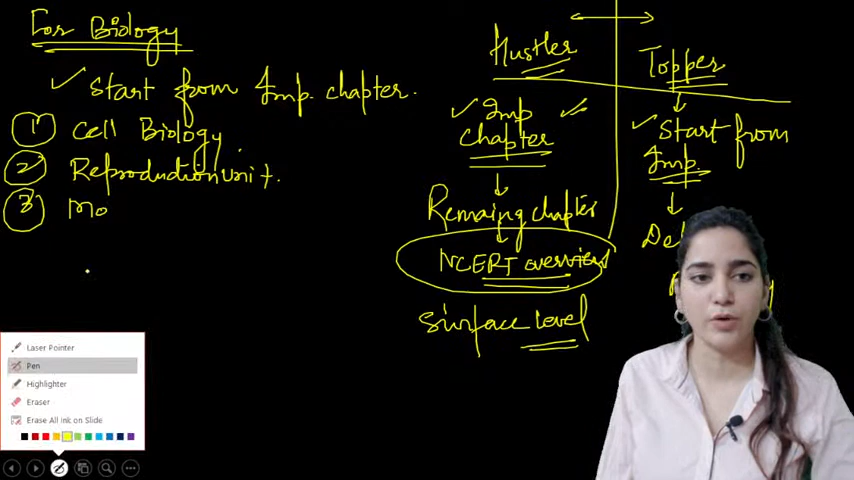 For Biology
✓ Start from Imp. chapter.
1 Cell Biology
2 Reproduction Unit.
3 Mo
Hustler
✓ Imp ✓
chapter
↓
Remaing chapter
↓
NCERT overview
Surface level
Topper
↓
✓ Start from
Imp.
↓
Laser Pointer
Pen
Highlighter
Eraser
Erase All Ink on Slide